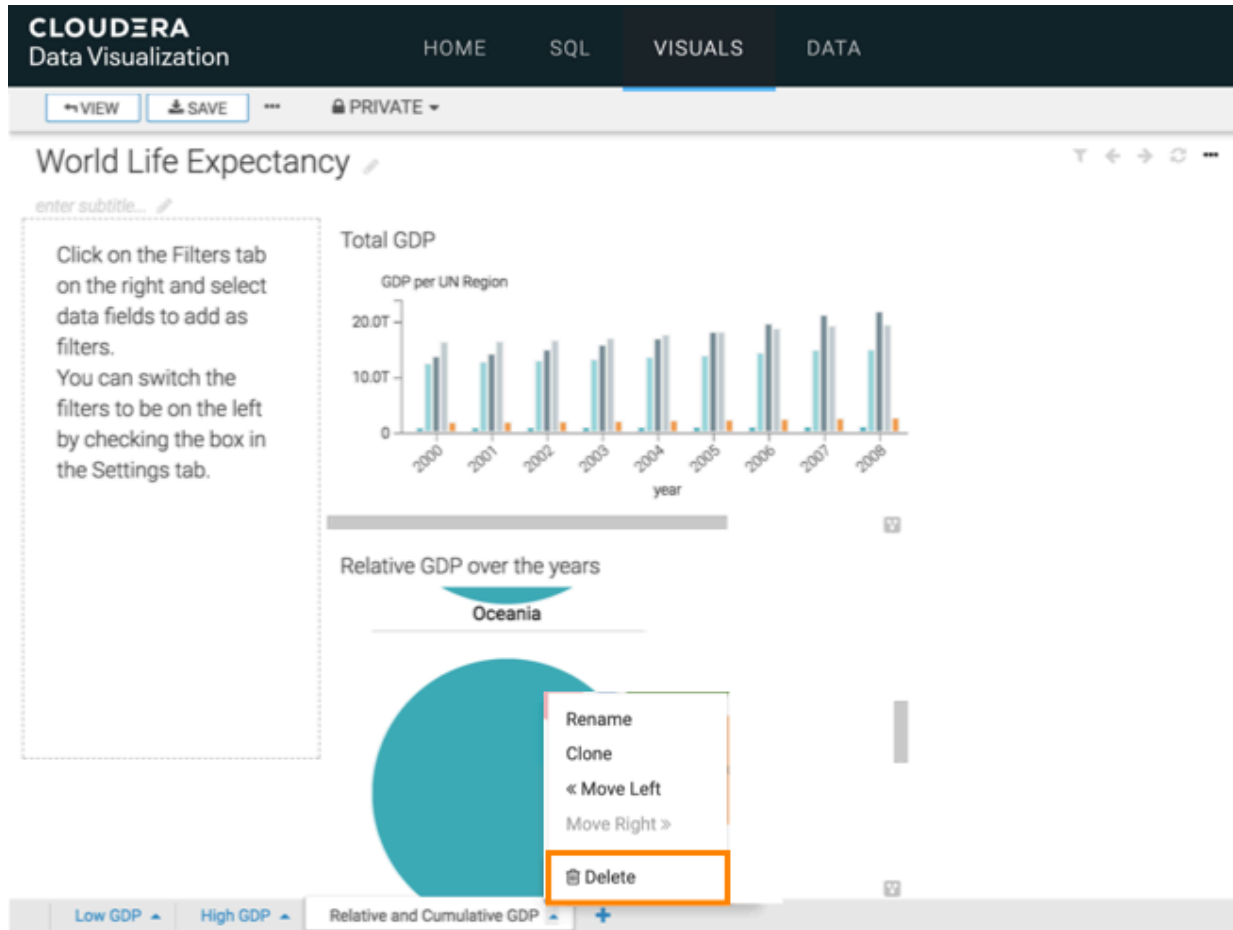 CLOUDERA
Data Visualization
HOME
SQL
VISUALS
DATA
VIEW
SAVE
PRIVATE
World Life Expectancy
enter subtitle...
Click on the Filters tab
on the right and select
data fields to add as
filters.
You can switch the
filters to be on the left
by checking the box in
the Settings tab.
Total GDP
GDP per UN Region
20.0T
10.0T
0
2000
2001
2002
2003
2004
2005
2006
2007
2008
year
Relative GDP over the years
Oceania
Rename
Clone
« Move Left
Move Right »
Delete
Low GDP
High GDP
Relative and Cumulative GDP